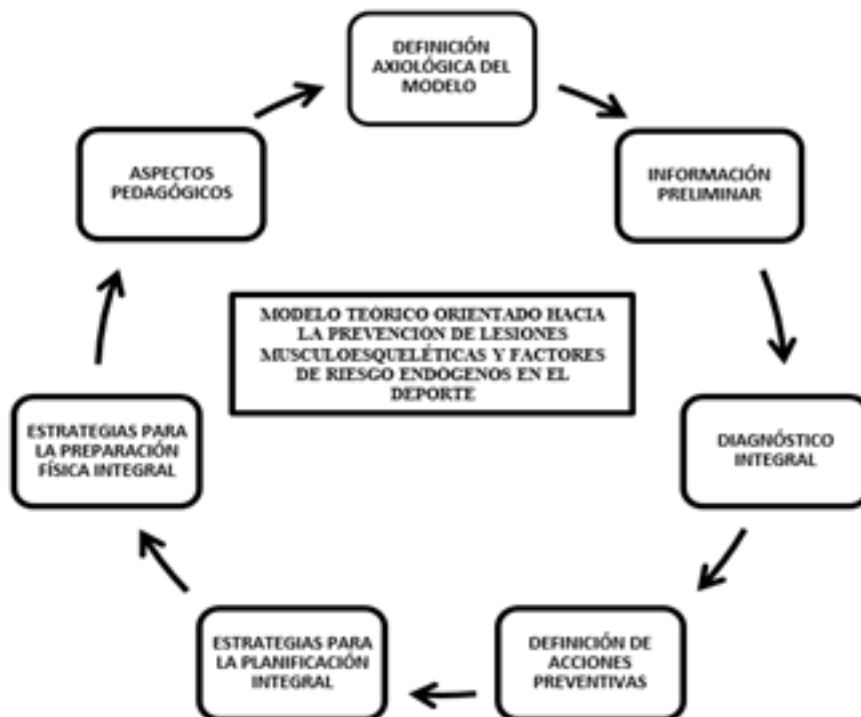 DEFINICIÓN
AXIOLÓGICA DEL
MODELO
INFORMACIÓN
PRELIMINAR
DIAGNÓSTICO
INTEGRAL
DEFINICIÓN DE
ACCIONES
PREVENTIVAS
ESTRATEGIAS PARA
LA PLANIFICACIÓN
INTEGRAL
ESTRATEGIAS PARA
LA PREPARACIÓN
FÍSICA INTEGRAL
ASPECTOS
PEDAGÓGICOS
MODELO TEÓRICO ORIENTADO HACIA
LA PREVENCION DE LESIONES
MUSCULOESQUELÉTICAS Y FACTORES
DE RIESGO ENDÓGENOS EN EL
DEPORTE